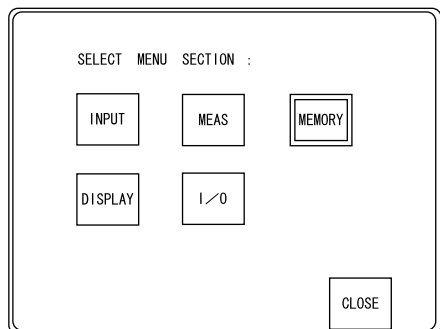 SELECT MENU SECTION :
INPUT MEAS MEMORY
DISPLAY I／O
CLOSE